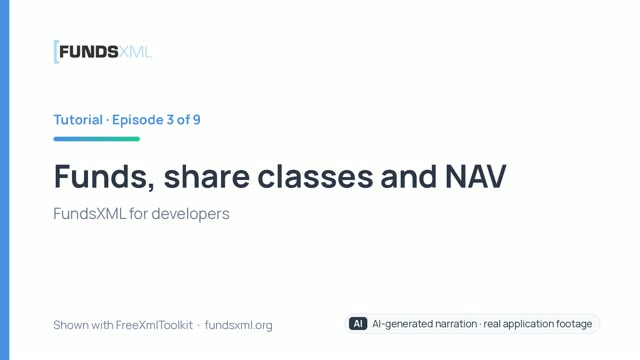 [FUNDSXML
Tutorial · Episode 3 of 9
Funds, share classes and NAV
FundsXML for developers
Shown with FreeXmlToolkit · fundsxml.org
AI AI-generated narration · real application footage